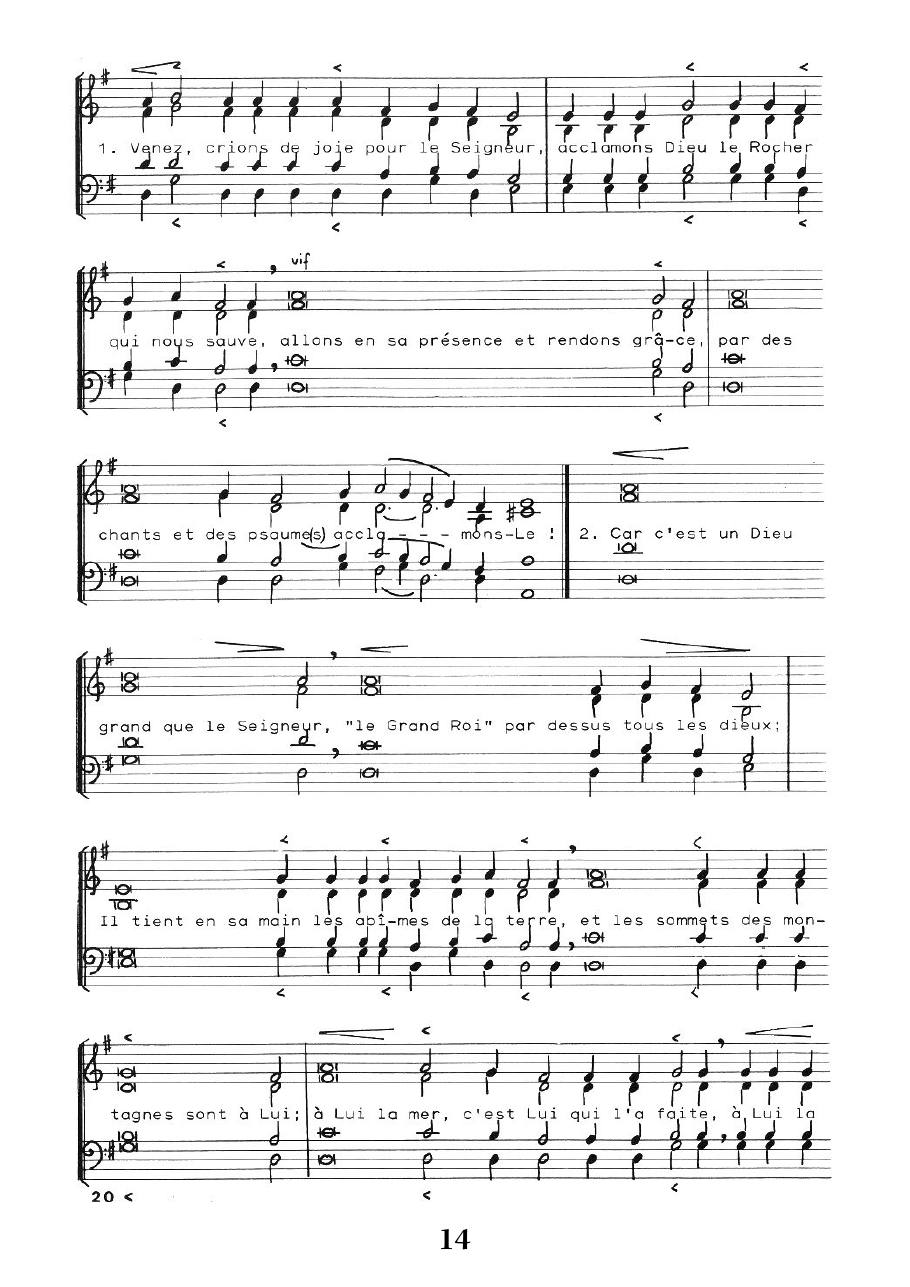 1. Venez, crions de joie pour le Seigneur, acclamons Dieu le Rocher
vif
qui nous sauve, allons en sa présence et rendons grâ-ce, par des
chants et des psaume(s) accla - - - mons-Le ! 2. Car c'est un Dieu
grand que le Seigneur, "le Grand Roi" par dessus tous les dieux;
Il tient en sa main les abî-mes de la terre, et les sommets des mon-
tagnes sont à Lui; à Lui la mer, c'est Lui qui l'a faite, à Lui la
20
14